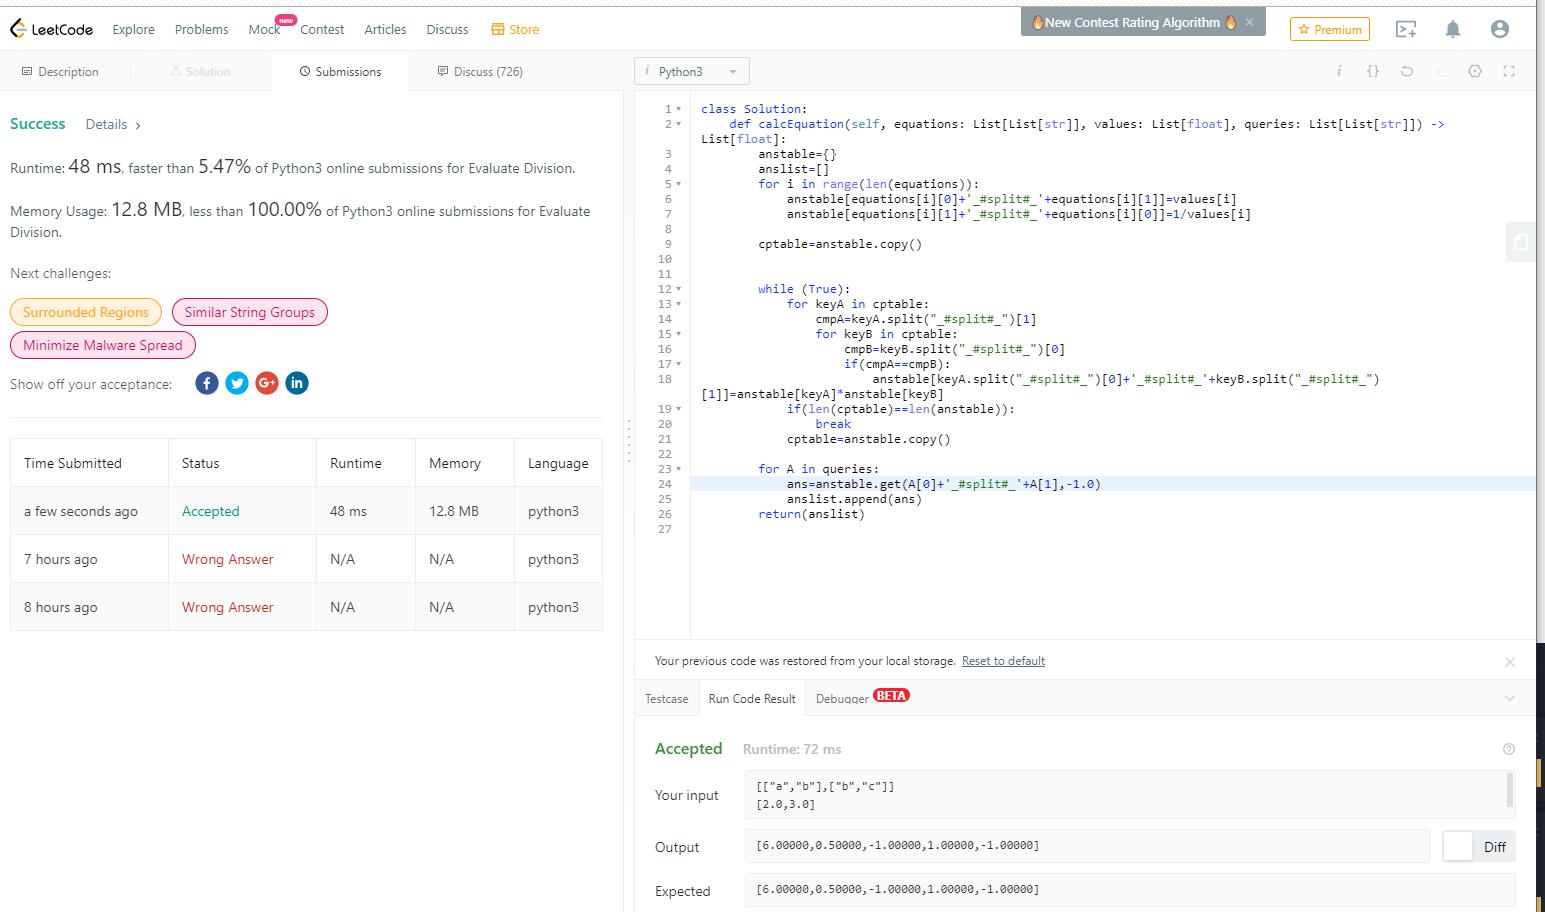 LeetCode Explore Problems Mock new Contest Articles Discuss Store
🔥New Contest Rating Algorithm 🔥 ×
Premium
Description Solution Submissions Discuss (726)
Success Details >
Runtime: 48 ms, faster than 5.47% of Python3 online submissions for Evaluate Division.
Memory Usage: 12.8 MB, less than 100.00% of Python3 online submissions for Evaluate
Division.
Next challenges:
Surrounded Regions Similar String Groups
Minimize Malware Spread
Show off your acceptance:
Time Submitted Status Runtime Memory Language
a few seconds ago Accepted 48 ms 12.8 MB python3
7 hours ago Wrong Answer N/A N/A python3
8 hours ago Wrong Answer N/A N/A python3
i Python3
1 class Solution:
2 def calcEquation(self, equations: List[List[str]], values: List[float], queries: List[List[str]]) ->
List[float]:
3 anstable={}
4 anslist=[]
5 for i in range(len(equations)):
6 anstable[equations[i][0]+'_#split#_'+equations[i][1]]=values[i]
7 anstable[equations[i][1]+'_#split#_'+equations[i][0]]=1/values[i]
8
9 cptable=anstable.copy()
10
11
12 while (True):
13 for keyA in cptable:
14 cmpA=keyA.split("_#split#_")[1]
15 for keyB in cptable:
16 cmpB=keyB.split("_#split#_")[0]
17 if(cmpA==cmpB):
18 anstable[keyA.split("_#split#_")[0]+'_#split#_'+keyB.split("_#split#_")
[1]]=anstable[keyA]*anstable[keyB]
19 if(len(cptable)==len(anstable)):
20 break
21 cptable=anstable.copy()
22
23 for A in queries:
24 ans=anstable.get(A[0]+'_#split#_'+A[1],-1.0)
25 anslist.append(ans)
26 return(anslist)
27
Your previous code was restored from your local storage. Reset to default
Testcase Run Code Result Debugger BETA
Accepted Runtime: 72 ms
Your input
[["a","b"],["b","c"]]
[2.0,3.0]
Output [6.00000,0.50000,-1.00000,1.00000,-1.00000] Diff
Expected [6.00000,0.50000,-1.00000,1.00000,-1.00000]